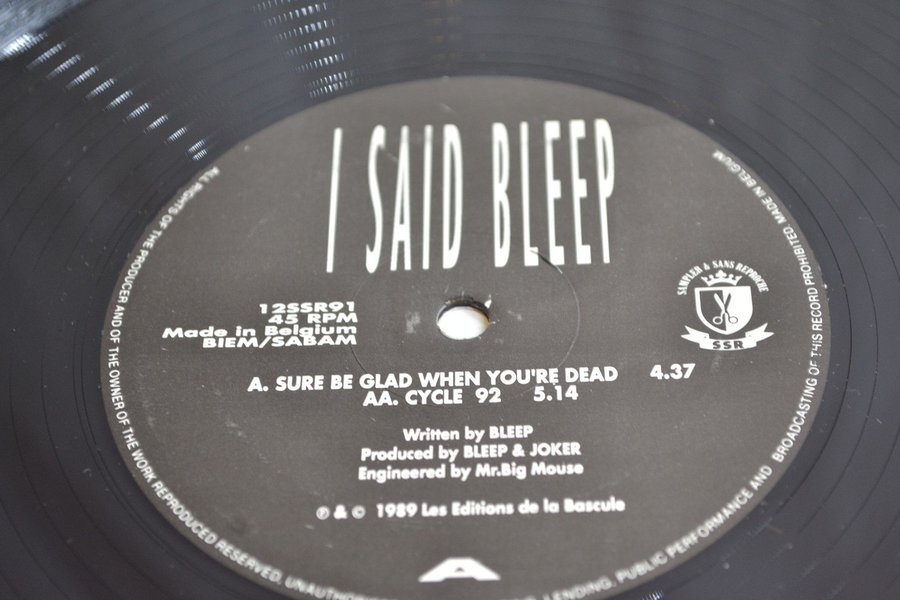 I SAID BLEEP
12SSR91
45 RPM
Made in Belgium
BIEM/SABAM
SAMPLER & SANS REPROCHE
SSR
A. SURE BE GLAD WHEN YOU'RE DEAD 4.37
AA. CYCLE 92 5.14
Written by BLEEP
Produced by BLEEP & JOKER
Engineered by Mr.Big Mouse
℗ & © 1989 Les Editions de la Bascule
A
ALL RIGHTS OF THE PRODUCER AND OF THE OWNER OF THE WORK REPRODUCED RESERVED. LENDING, PUBLIC PERFORMANCE AND BROADCASTING OF THIS RECORD PROHIBITED MADE IN BELGIUM